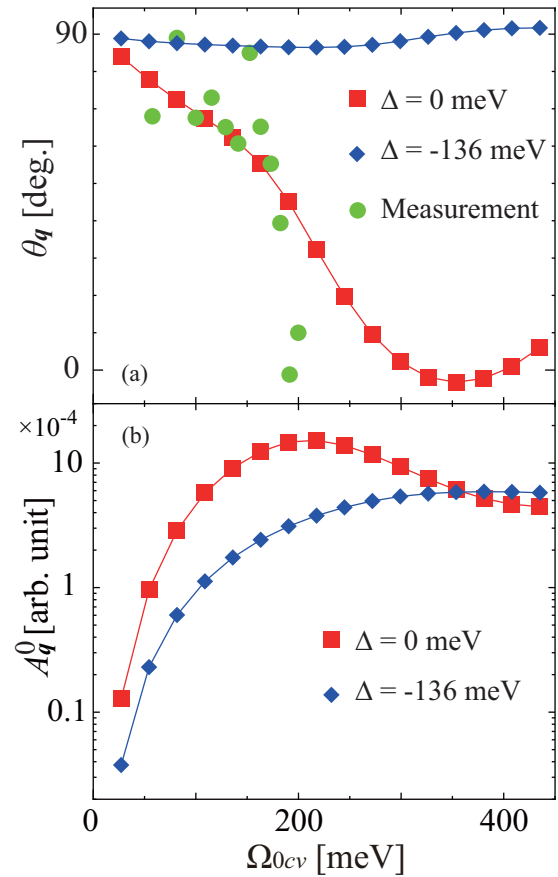 90
Δ = 0 meV
Δ = -136 meV
Measurement
θq [deg.]
0
(a)
×10⁻⁴
(b)
10
1
0.1
A⁰q [arb. unit]
Δ = 0 meV
Δ = -136 meV
0 200 400
Ω0cv [meV]